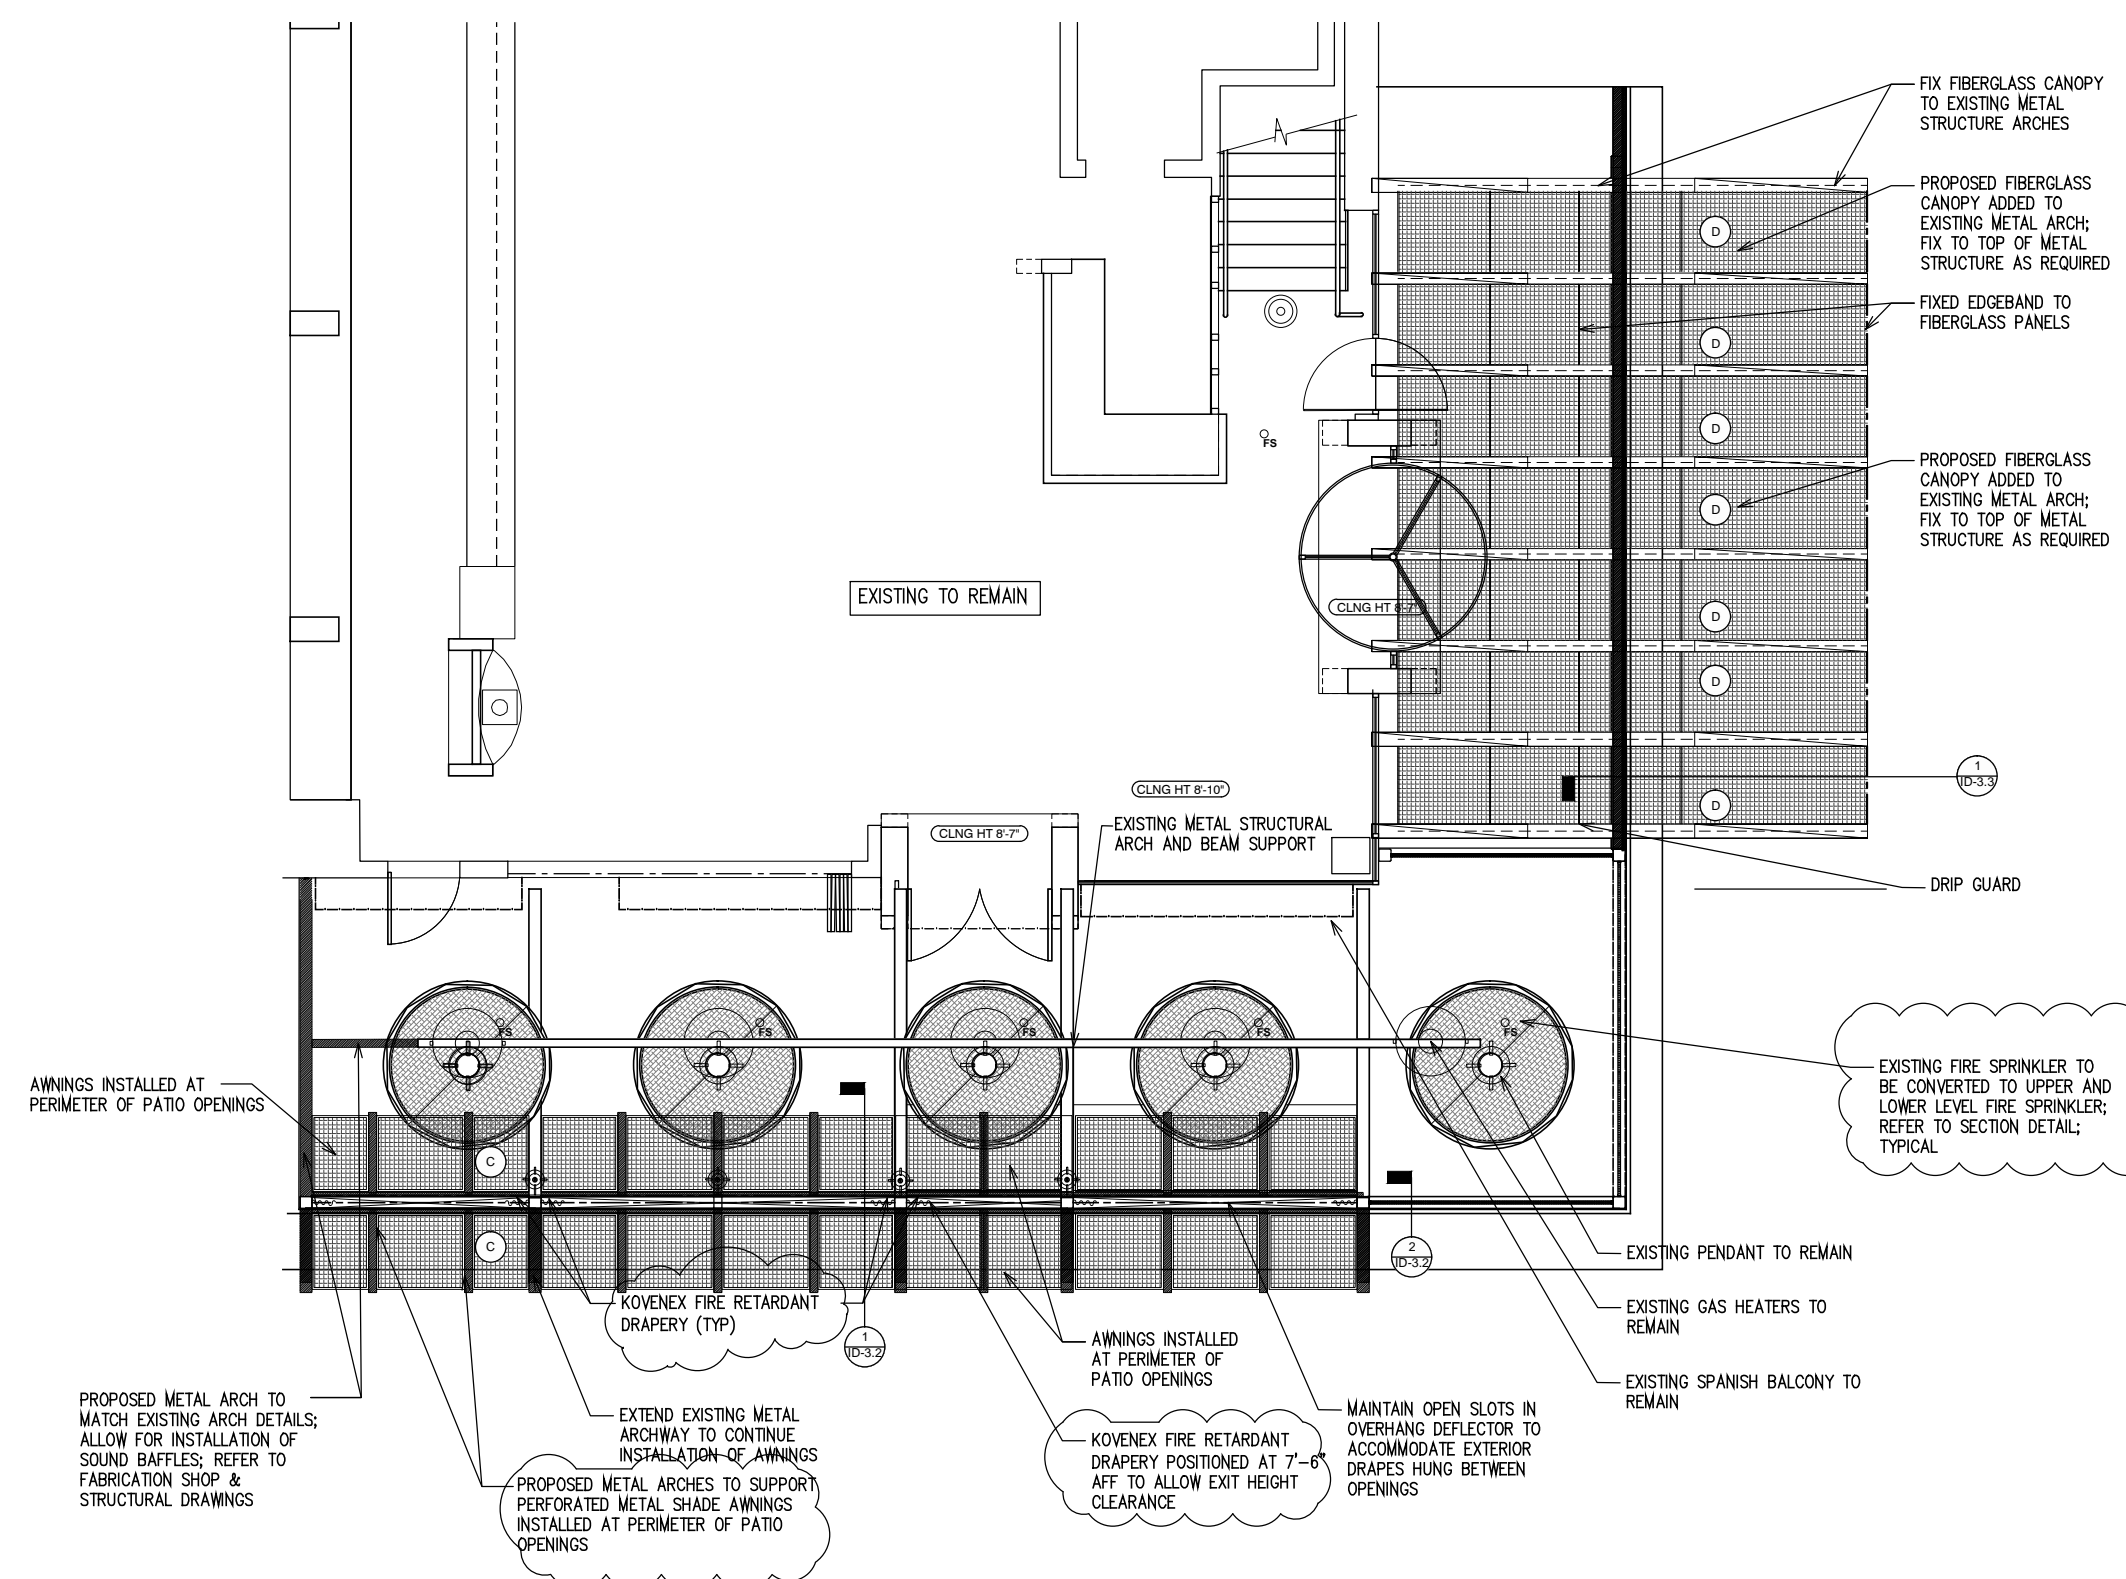 FIX FIBERGLASS CANOPY
TO EXISTING METAL
STRUCTURE ARCHES
PROPOSED FIBERGLASS
CANOPY ADDED TO
EXISTING METAL ARCH;
FIX TO TOP OF METAL
STRUCTURE AS REQUIRED
D
FIXED EDGEBAND TO
FIBERGLASS PANELS
D
D
FS
PROPOSED FIBERGLASS
CANOPY ADDED TO
EXISTING METAL ARCH;
FIX TO TOP OF METAL
STRUCTURE AS REQUIRED
D
EXISTING TO REMAIN
CLNG HT 8'-7"
D
D
1
ID-3.3
D
CLNG HT 8'-10"
CLNG HT 8'-7"
EXISTING METAL STRUCTURAL
ARCH AND BEAM SUPPORT
DRIP GUARD
FS
FS
FS
FS
FS
EXISTING FIRE SPRINKLER TO
BE CONVERTED TO UPPER AND
LOWER LEVEL FIRE SPRINKLER;
REFER TO SECTION DETAIL;
TYPICAL
AWNINGS INSTALLED AT
PERIMETER OF PATIO OPENINGS
C
C
2
ID-3.2
EXISTING PENDANT TO REMAIN
KOVENEX FIRE RETARDANT
DRAPERY (TYP)
1
ID-3.2
EXISTING GAS HEATERS TO
REMAIN
AWNINGS INSTALLED
AT PERIMETER OF
PATIO OPENINGS
EXISTING SPANISH BALCONY TO
REMAIN
PROPOSED METAL ARCH TO
MATCH EXISTING ARCH DETAILS;
ALLOW FOR INSTALLATION OF
SOUND BAFFLES; REFER TO
FABRICATION SHOP &
STRUCTURAL DRAWINGS
EXTEND EXISTING METAL
ARCHWAY TO CONTINUE
INSTALLATION OF AWNINGS
PROPOSED METAL ARCHES TO SUPPORT
PERFORATED METAL SHADE AWNINGS
INSTALLED AT PERIMETER OF PATIO
OPENINGS
KOVENEX FIRE RETARDANT
DRAPERY POSITIONED AT 7'-6"
AFF TO ALLOW EXIT HEIGHT
CLEARANCE
MAINTAIN OPEN SLOTS IN
OVERHANG DEFLECTOR TO
ACCOMMODATE EXTERIOR
DRAPES HUNG BETWEEN
OPENINGS